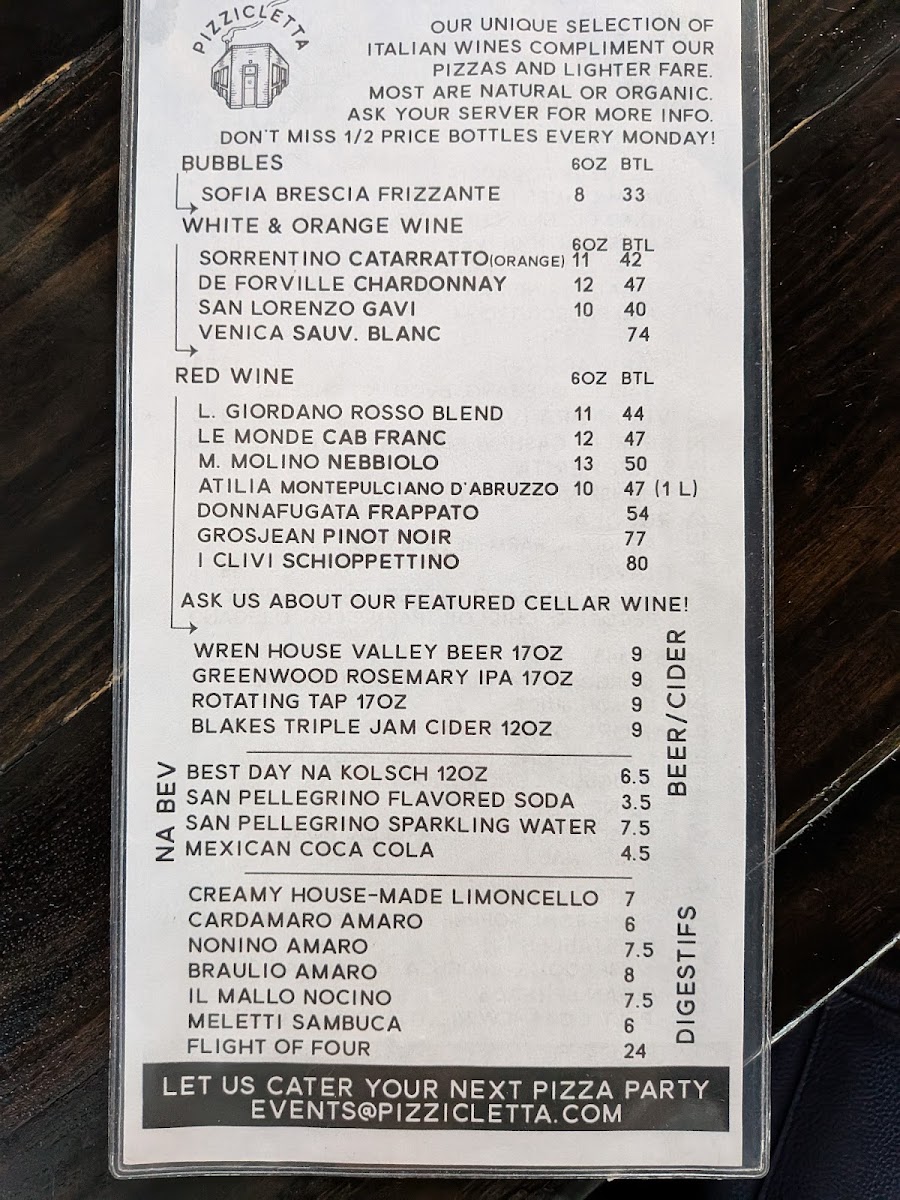 PIZZICLETTA
OUR UNIQUE SELECTION OF
ITALIAN WINES COMPLIMENT OUR
PIZZAS AND LIGHTER FARE.
MOST ARE NATURAL OR ORGANIC.
ASK YOUR SERVER FOR MORE INFO.
DON'T MISS 1/2 PRICE BOTTLES EVERY MONDAY!
BUBBLES 6OZ BTL
SOFIA BRESCIA FRIZZANTE 8 33
WHITE & ORANGE WINE
6OZ BTL
SORRENTINO CATARRATTO(ORANGE) 11 42
DE FORVILLE CHARDONNAY 12 47
SAN LORENZO GAVI 10 40
VENICA SAUV. BLANC 74
RED WINE 6OZ BTL
L. GIORDANO ROSSO BLEND 11 44
LE MONDE CAB FRANC 12 47
M. MOLINO NEBBIOLO 13 50
ATILIA MONTEPULCIANO D'ABRUZZO 10 47 (1 L)
DONNAFUGATA FRAPPATO 54
GROSJEAN PINOT NOIR 77
I CLIVI SCHIOPPETTINO 80
ASK US ABOUT OUR FEATURED CELLAR WINE!
BEER/CIDER
WREN HOUSE VALLEY BEER 17OZ 9
GREENWOOD ROSEMARY IPA 17OZ 9
ROTATING TAP 17OZ 9
BLAKES TRIPLE JAM CIDER 12OZ 9
NA BEV
BEST DAY NA KOLSCH 12OZ 6.5
SAN PELLEGRINO FLAVORED SODA 3.5
SAN PELLEGRINO SPARKLING WATER 7.5
MEXICAN COCA COLA 4.5
DIGESTIFS
CREAMY HOUSE-MADE LIMONCELLO 7
CARDAMARO AMARO 6
NONINO AMARO 7.5
BRAULIO AMARO 8
IL MALLO NOCINO 7.5
MELETTI SAMBUCA 6
FLIGHT OF FOUR 24
LET US CATER YOUR NEXT PIZZA PARTY
EVENTS@PIZZICLETTA.COM